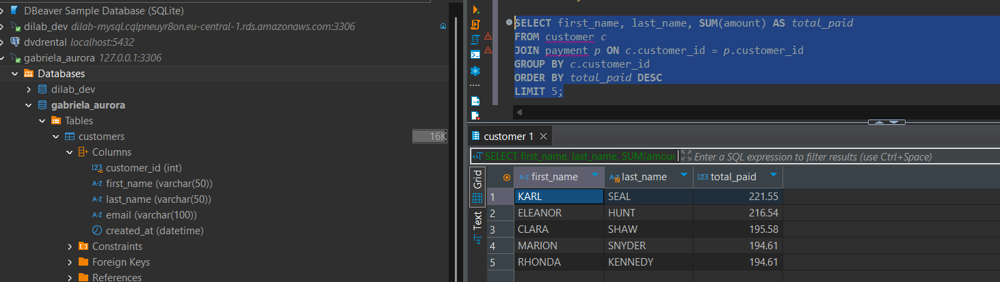 DBeaver Sample Database (SQLite)
dilab_dev dilab-mysql.cqlpneuyr8on.eu-central-1.rds.amazonaws.com:3306
dvdrental localhost:5432
gabriela_aurora 127.0.0.1:3306
Databases
dilab_dev
gabriela_aurora
Tables
customers 16K
Columns
123 customer_id (int)
A-Z first_name (varchar(50))
A-Z last_name (varchar(50))
A-Z email (varchar(100))
created_at (datetime)
Constraints
Foreign Keys
References
SELECT first_name, last_name, SUM(amount) AS total_paid
FROM customer c
JOIN payment p ON c.customer_id = p.customer_id
GROUP BY c.customer_id
ORDER BY total_paid DESC
LIMIT 5;
customer 1
SELECT first_name, last_name, SUM(amour Enter a SQL expression to filter results (use Ctrl+Space)
Grid
Text
A-Z first_name A-Z last_name 123 total_paid
1 KARL SEAL 221.55
2 ELEANOR HUNT 216.54
3 CLARA SHAW 195.58
4 MARION SNYDER 194.61
5 RHONDA KENNEDY 194.61